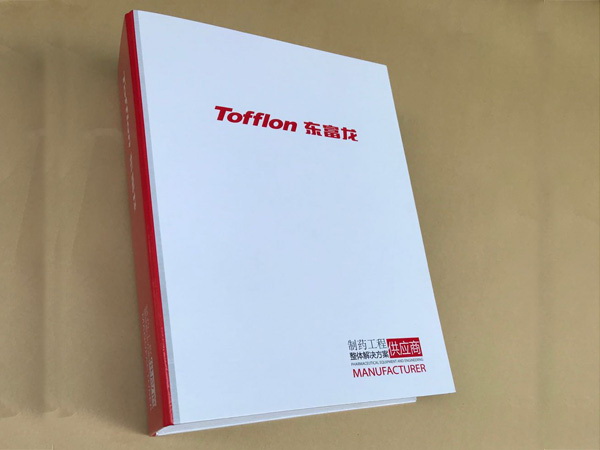 Tofflon 东富龙
制药工程
整体解决方案 供应商
PHARMACEUTICAL EQUIPMENT AND ENGINEERING
MANUFACTURER